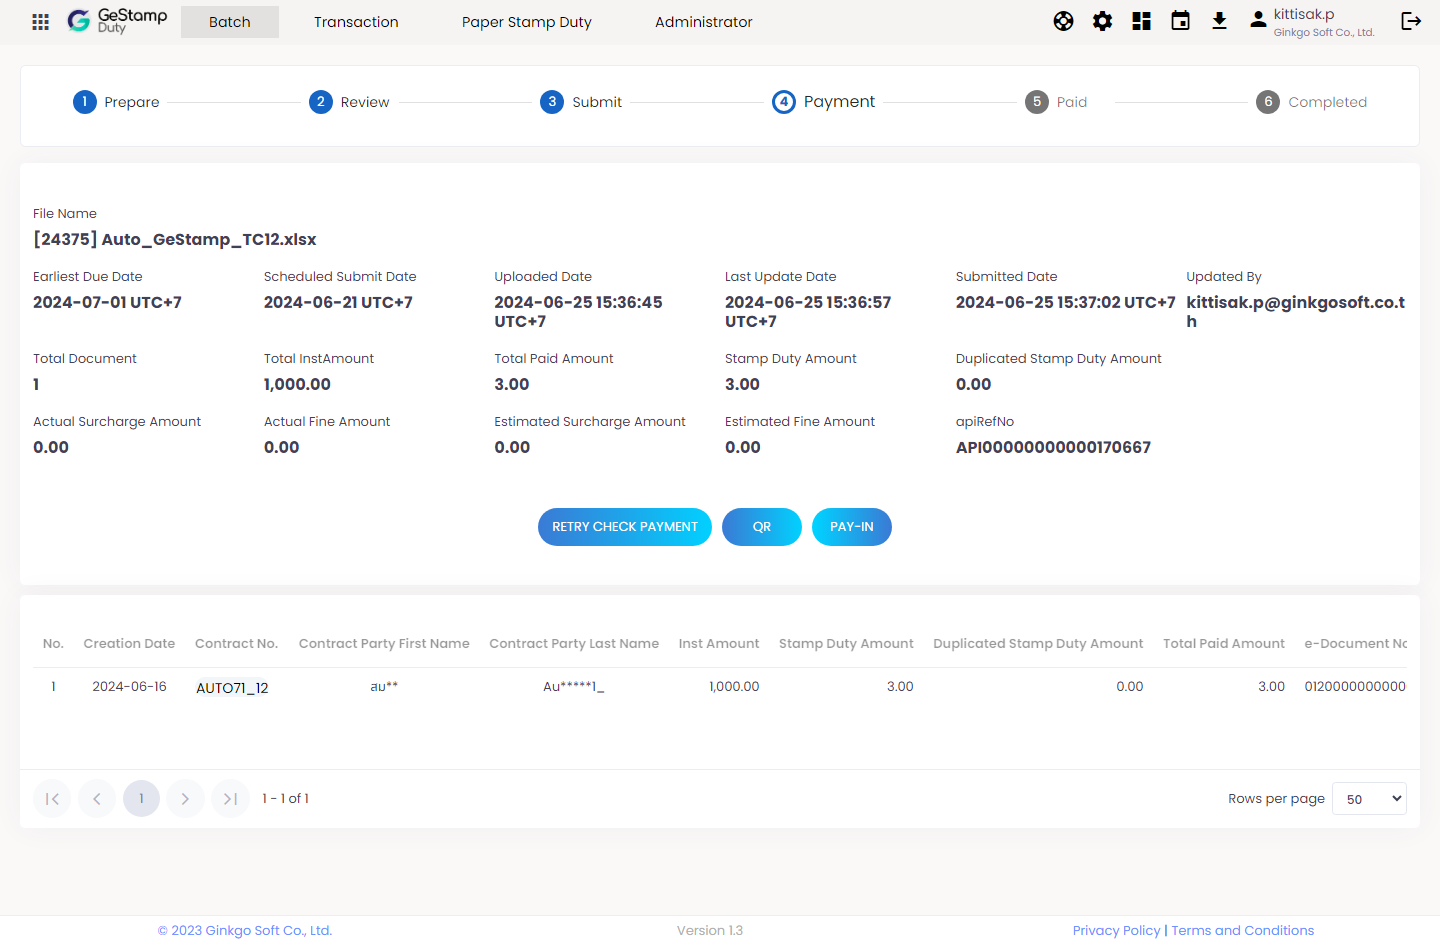 GeStamp
Duty
Batch
Transaction
Paper Stamp Duty
Administrator
kittisak.p
Ginkgo Soft Co., Ltd.
1 Prepare
2 Review
3 Submit
4 Payment
5 Paid
6 Completed
File Name
[24375] Auto_GeStamp_TC12.xlsx
Earliest Due Date
2024-07-01 UTC+7
Scheduled Submit Date
2024-06-21 UTC+7
Uploaded Date
2024-06-25 15:36:45
UTC+7
Last Update Date
2024-06-25 15:36:57
UTC+7
Submitted Date
2024-06-25 15:37:02 UTC+7
Updated By
kittisak.p@ginkgosoft.co.t
h
Total Document
1
Total InstAmount
1,000.00
Total Paid Amount
3.00
Stamp Duty Amount
3.00
Duplicated Stamp Duty Amount
0.00
Actual Surcharge Amount
0.00
Actual Fine Amount
0.00
Estimated Surcharge Amount
0.00
Estimated Fine Amount
0.00
apiRefNo
API00000000000170667
RETRY CHECK PAYMENT
QR
PAY-IN
No. Creation Date Contract No. Contract Party First Name Contract Party Last Name Inst Amount Stamp Duty Amount Duplicated Stamp Duty Amount Total Paid Amount e-Document No
1 2024-06-16 AUTO71_12 สม** Au*****1_ 1,000.00 3.00 0.00 3.00 0120000000000
1
1 - 1 of 1
Rows per page 50
© 2023 Ginkgo Soft Co., Ltd.
Version 1.3
Privacy Policy | Terms and Conditions